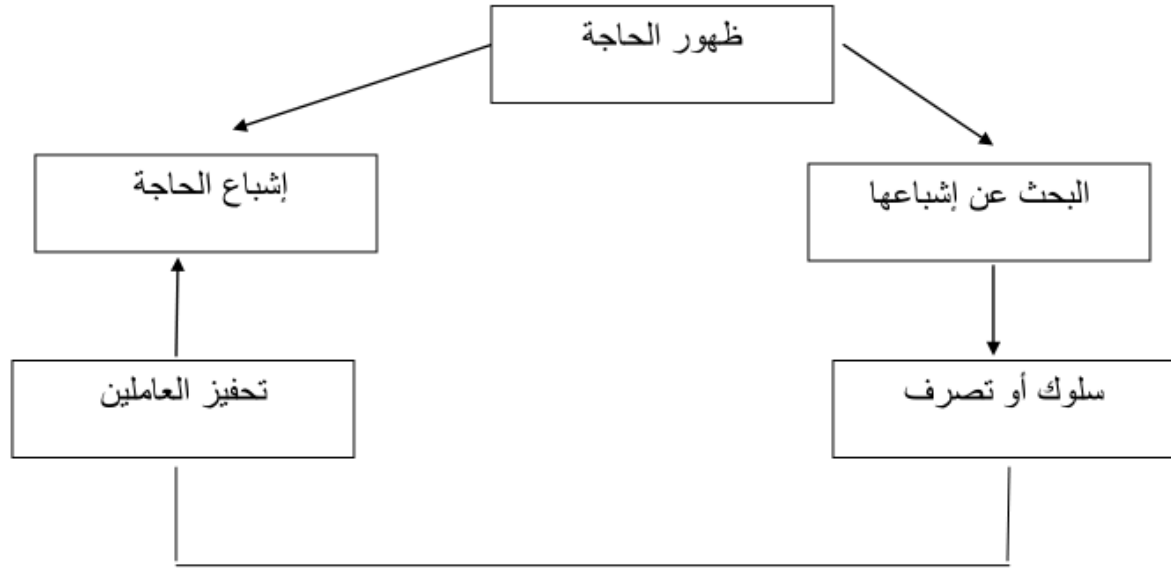 ظهور الحاجة
إشباع الحاجة
البحث عن إشباعها
تحفيز العاملين
سلوك أو تصرف